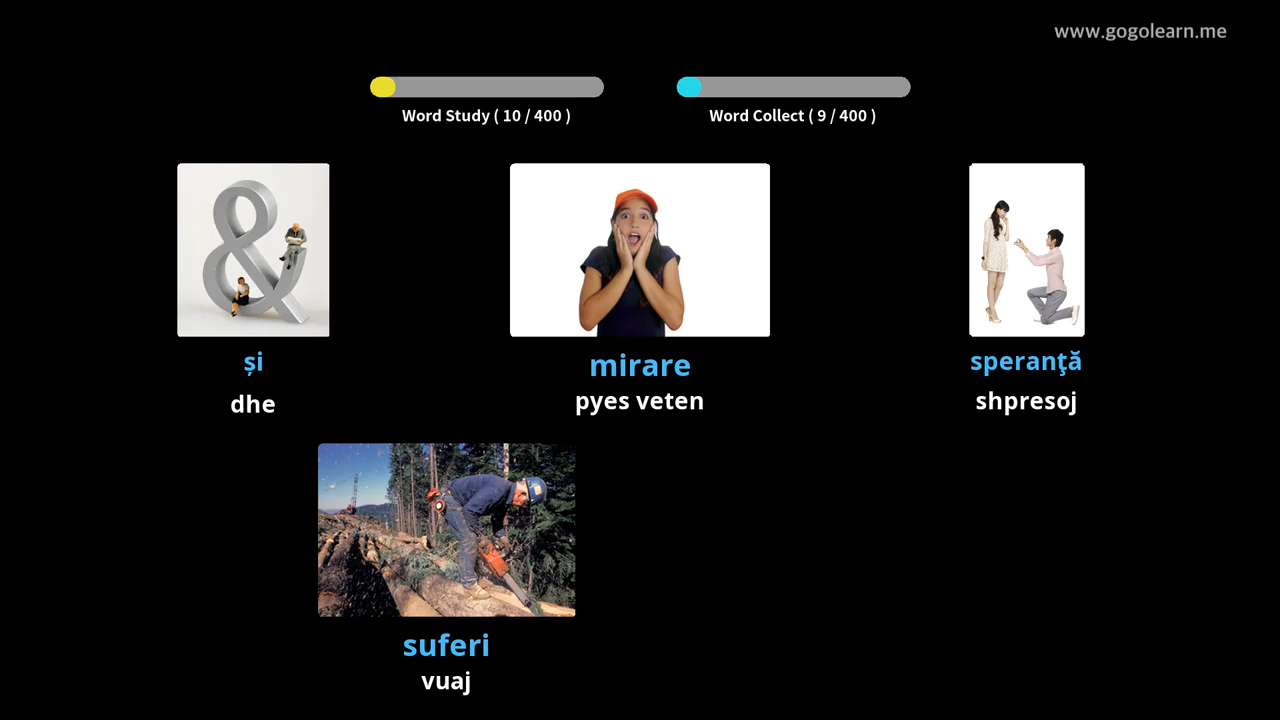 www.gogolearn.me
Word Study ( 10 / 400 )
Word Collect ( 9 / 400 )
și
dhe
mirare
pyes veten
speranţă
shpresoj
suferi
vuaj